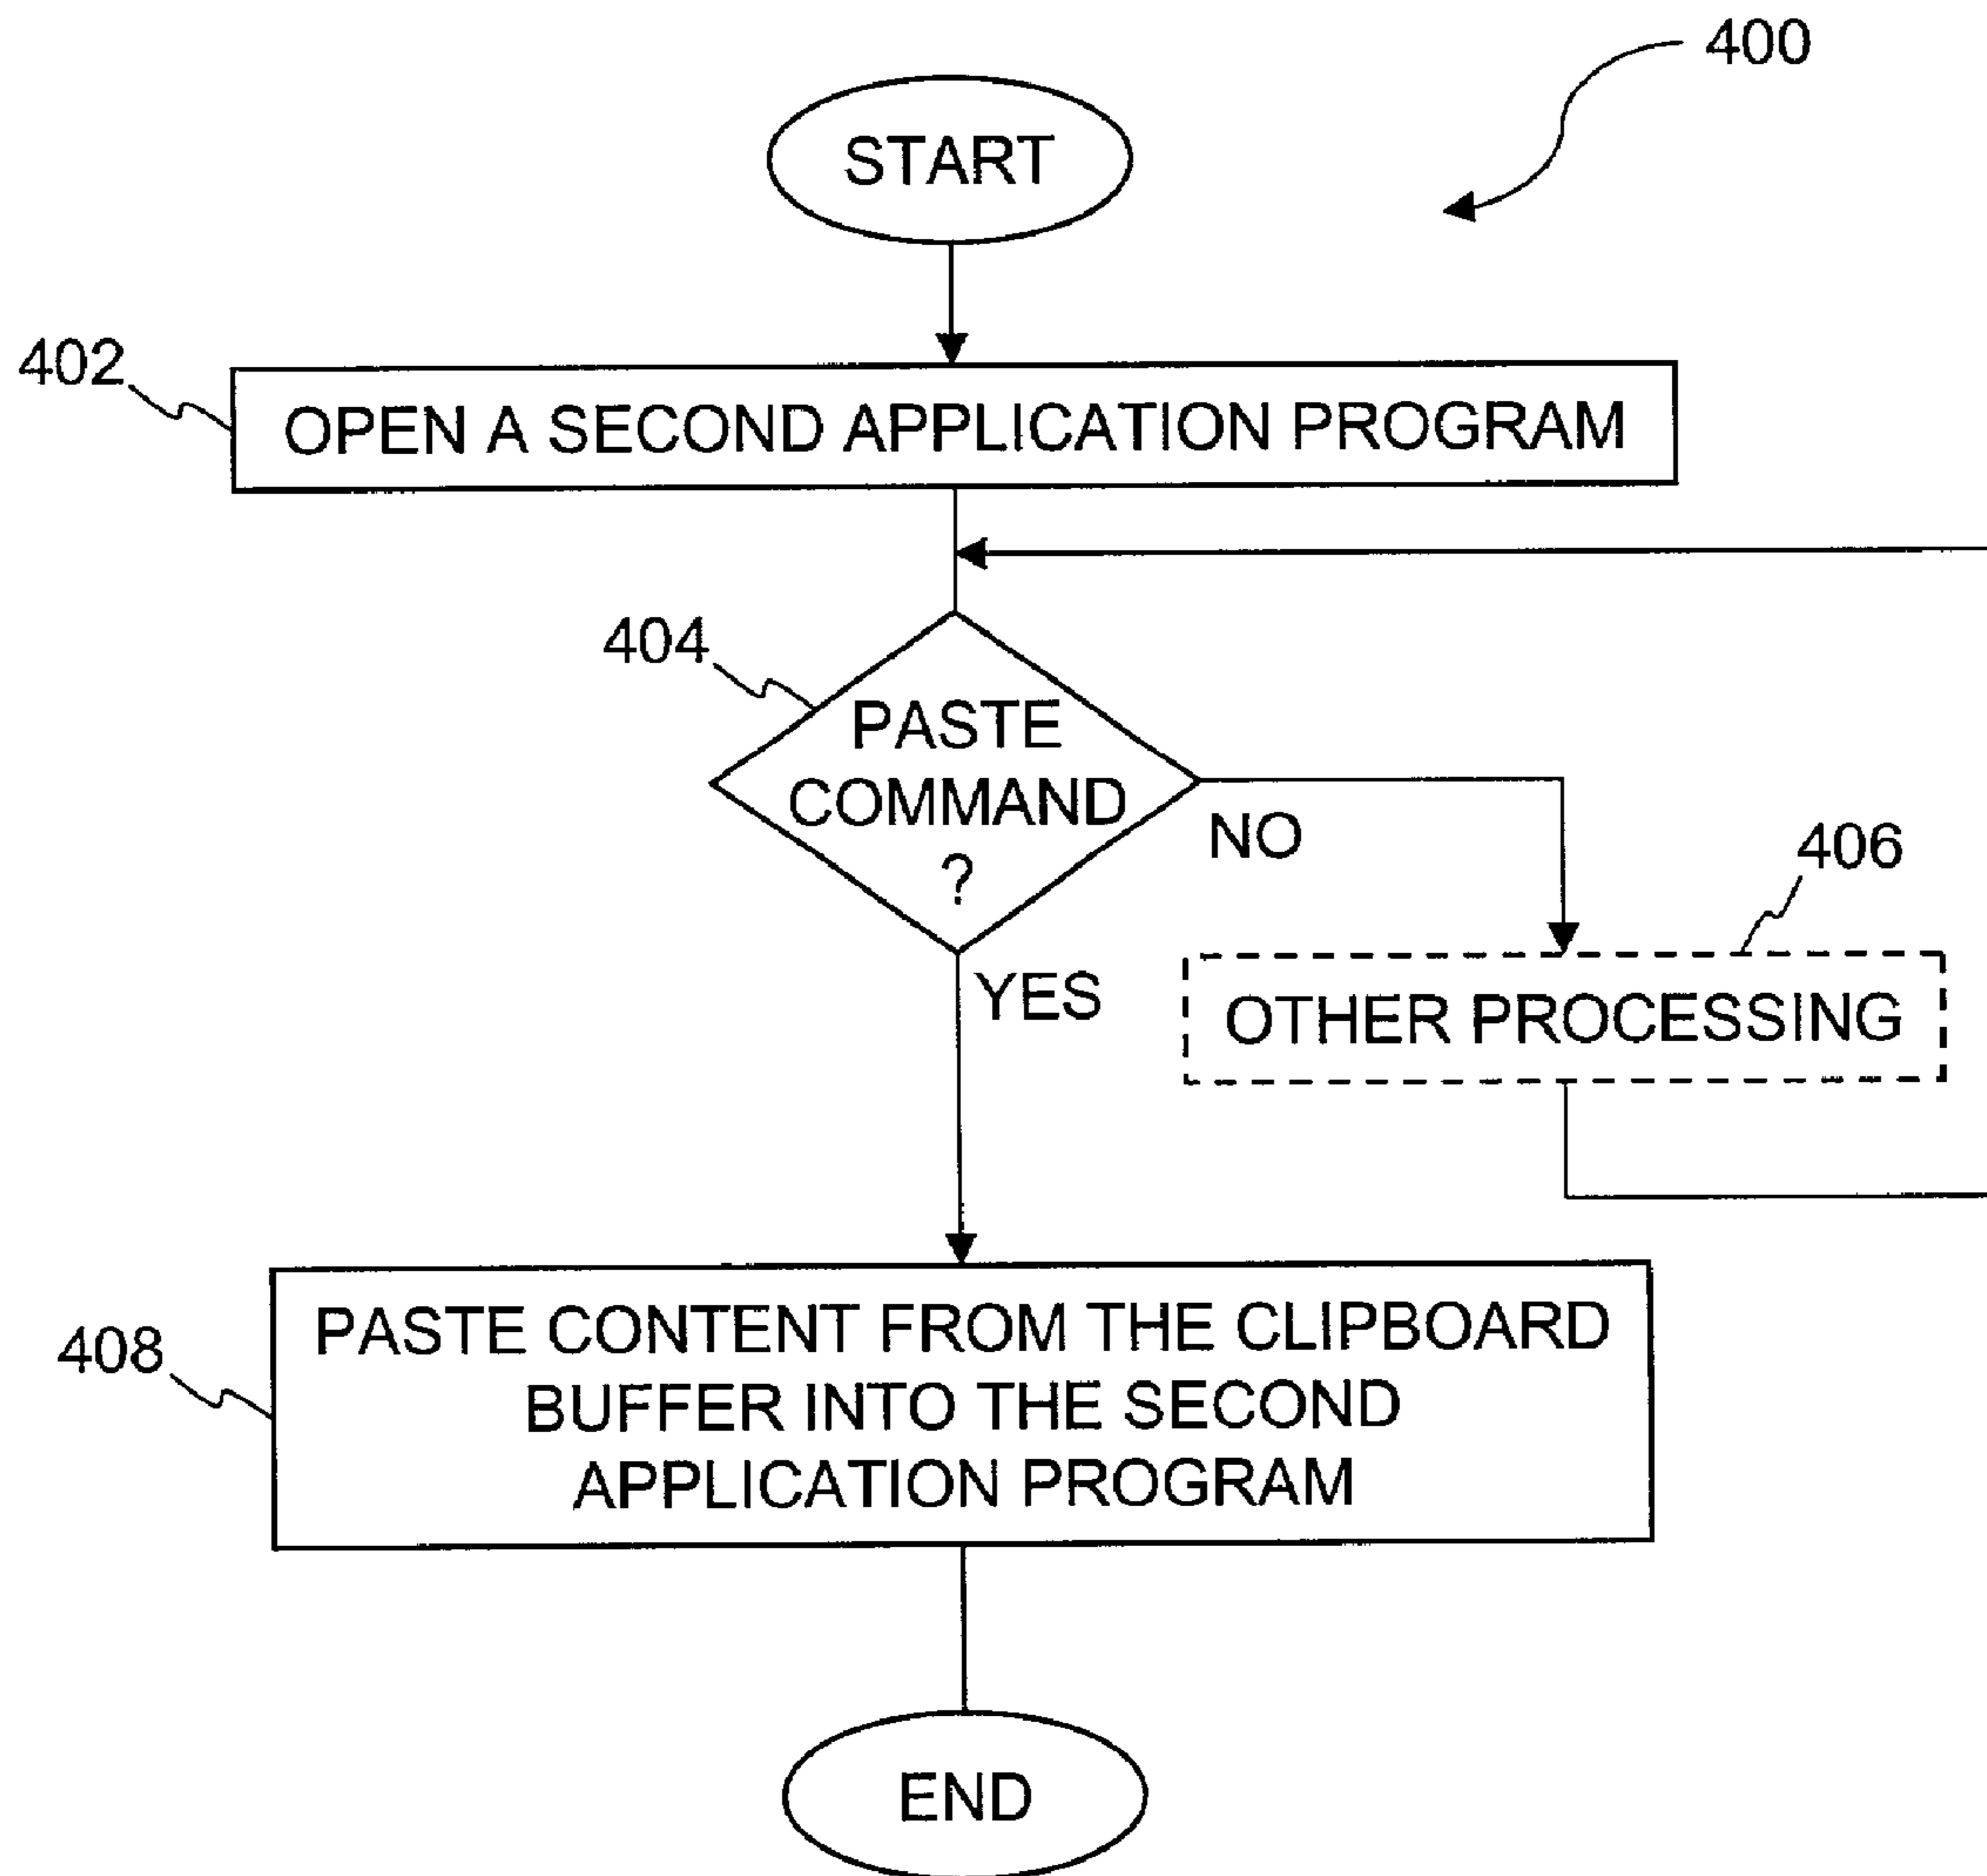 400
START
402
OPEN A SECOND APPLICATION PROGRAM
404
PASTE
COMMAND
?
NO
406
YES
OTHER PROCESSING
408
PASTE CONTENT FROM THE CLIPBOARD
BUFFER INTO THE SECOND
APPLICATION PROGRAM
END